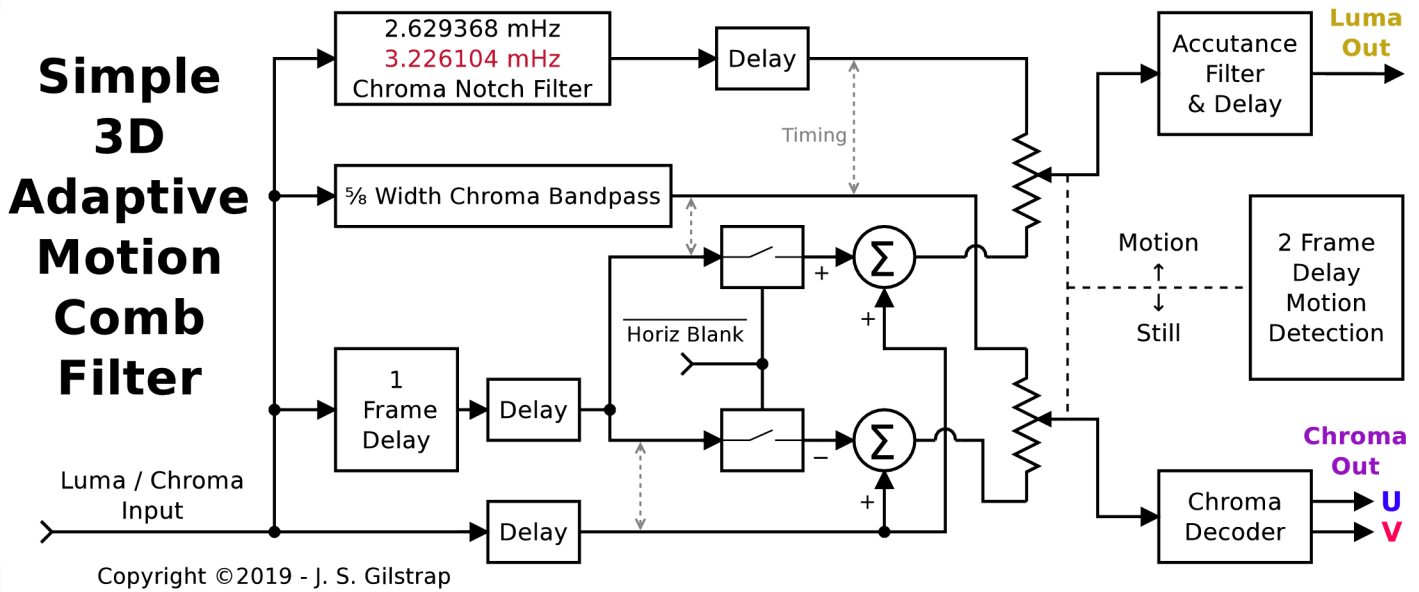 Simple
3D
Adaptive
Motion
Comb
Filter
2.629368 mHz
3.226104 mHz
Chroma Notch Filter
Delay
Accutance
Filter
& Delay
Luma
Out
Timing
⅝ Width Chroma Bandpass
Σ
+
+
Horiz Blank
Motion
↑
↓
Still
2 Frame
Delay
Motion
Detection
1
Frame
Delay
Delay
Σ
−
+
Luma / Chroma
Input
Delay
Chroma
Decoder
Chroma
Out
U
V
Copyright ©2019 - J. S. Gilstrap